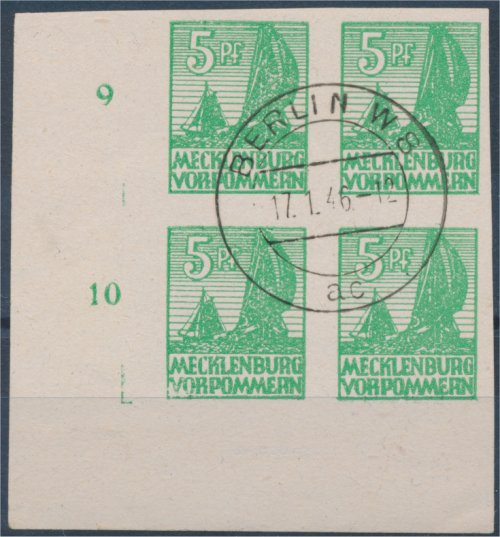 9
5 PF
MECKLENBURG
VORPOMMERN
5 PF
MECKLENBURG
VORPOMMERN
BERLIN W8
17.1.46.-12
ac
10
5 PF
MECKLENBURG
VORPOMMERN
5 PF
MECKLENBURG
VORPOMMERN